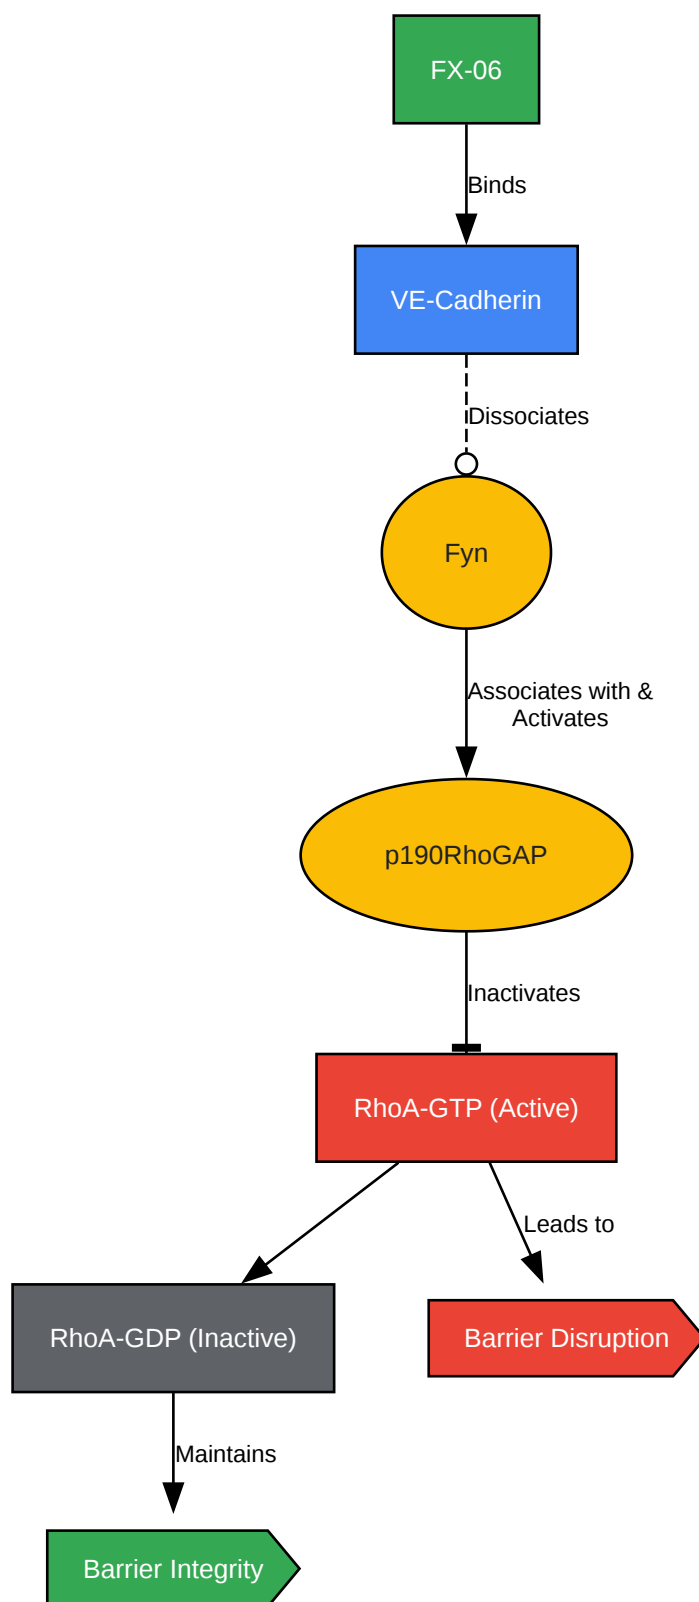 FX-06
Binds
VE-Cadherin
Dissociates
Fyn
Associates with &
Activates
p190RhoGAP
Inactivates
RhoA-GTP (Active)
Leads to
RhoA-GDP (Inactive)
Barrier Disruption
Maintains
Barrier Integrity